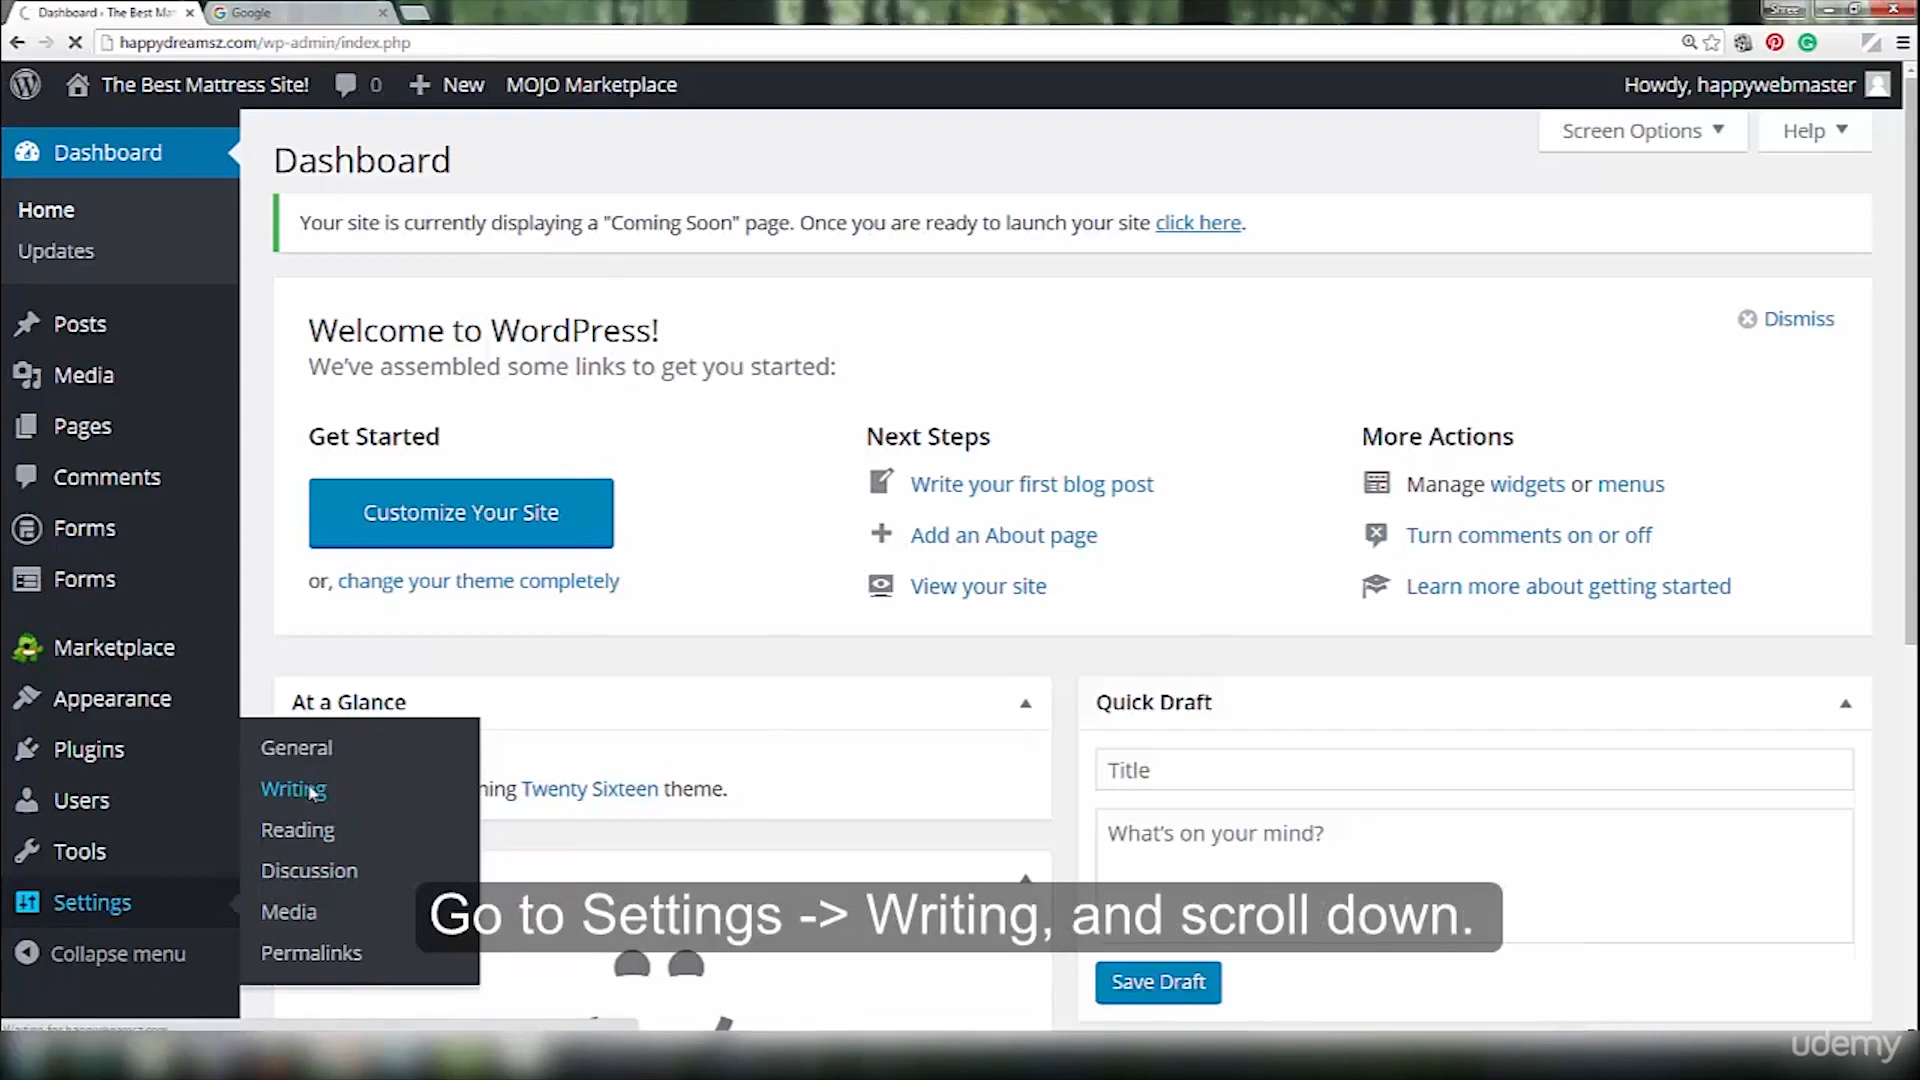 Dashboard ‹ The Best Ma
Google
Shree
happydreamsz.com/wp-admin/index.php
The Best Mattress Site! 0 New MOJO Marketplace
Howdy, happywebmaster
Dashboard
Home
Updates
Posts
Media
Pages
Comments
Forms
Forms
Marketplace
Appearance
Plugins
Users
Tools
Settings
Collapse menu
General
Writing
Reading
Discussion
Media
Permalinks
Screen Options
Help
Dashboard
Your site is currently displaying a "Coming Soon" page. Once you are ready to launch your site click here.
Welcome to WordPress!
Dismiss
We've assembled some links to get you started:
Get Started
Customize Your Site
or, change your theme completely
Next Steps
Write your first blog post
Add an About page
View your site
More Actions
Manage widgets or menus
Turn comments on or off
Learn more about getting started
At a Glance
ning Twenty Sixteen theme.
Quick Draft
Title
What's on your mind?
Save Draft
Go to Settings -> Writing, and scroll down.
udemy